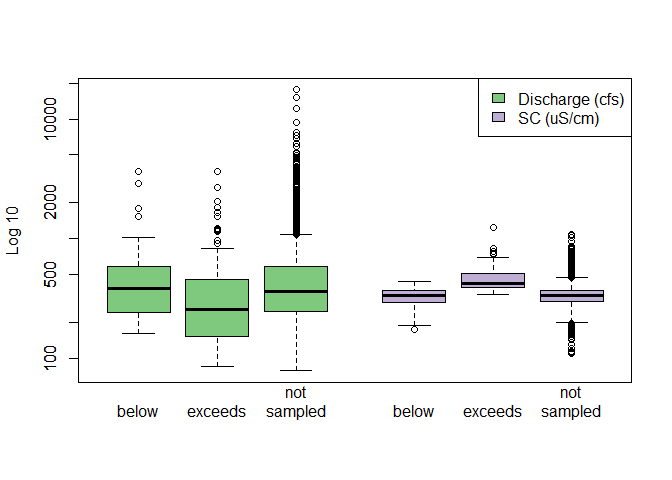 Discharge (cfs)
SC (uS/cm)
Log 10
10000
2000
500
100
below
exceeds
not
sampled
below
exceeds
not
sampled